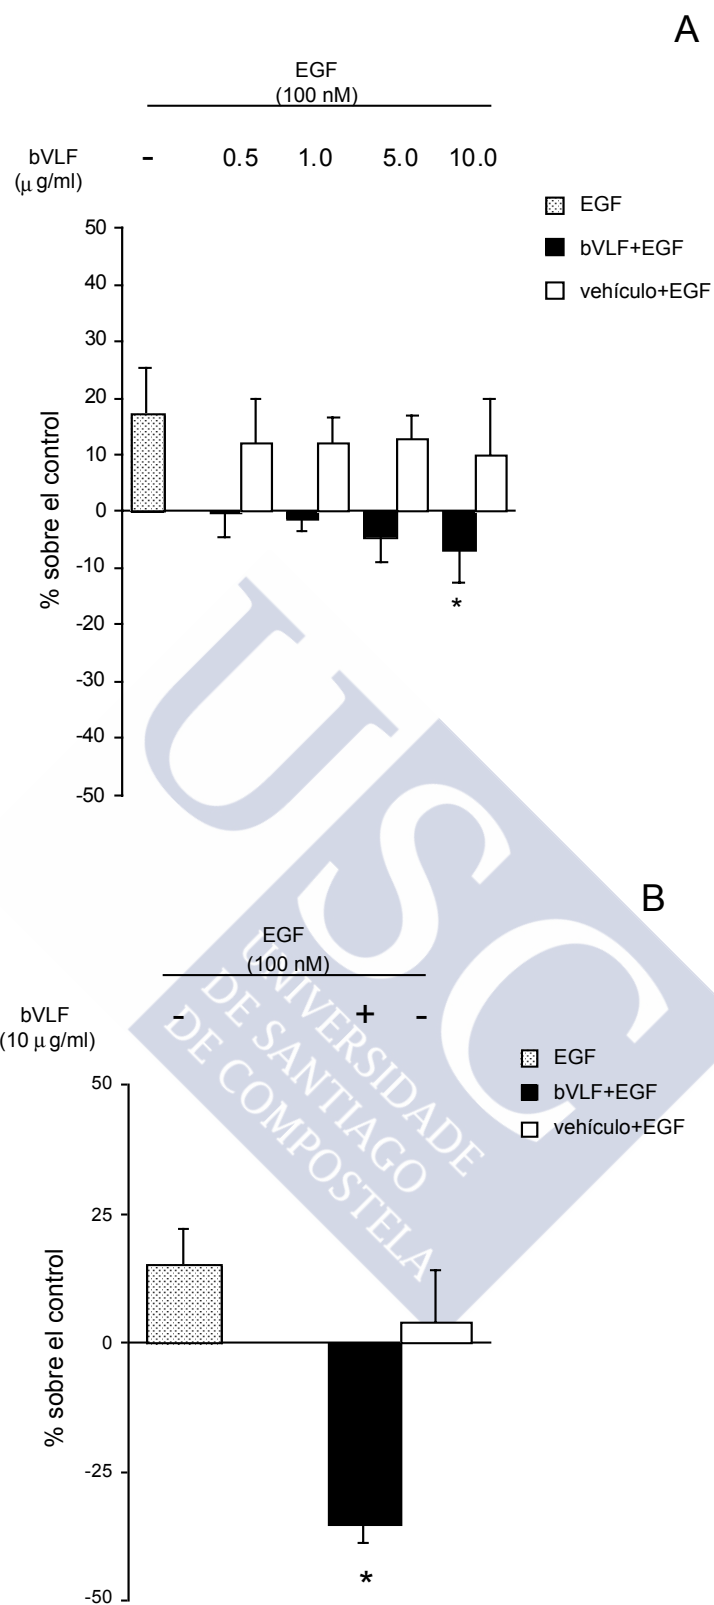 A
EGF
(100 nM)
bVLF
(μ g/ml)
- 0.5 1.0 5.0 10.0
EGF
bVLF+EGF
vehículo+EGF
50
40
30
20
10
0
-10
-20
-30
-40
-50
% sobre el control
*
B
EGF
(100 nM)
bVLF
(10 μ g/ml)
- + -
EGF
bVLF+EGF
vehículo+EGF
50
25
0
-25
-50
% sobre el control
*
USC
UNIVERSIDADE
DE SANTIAGO
DE COMPOSTELA